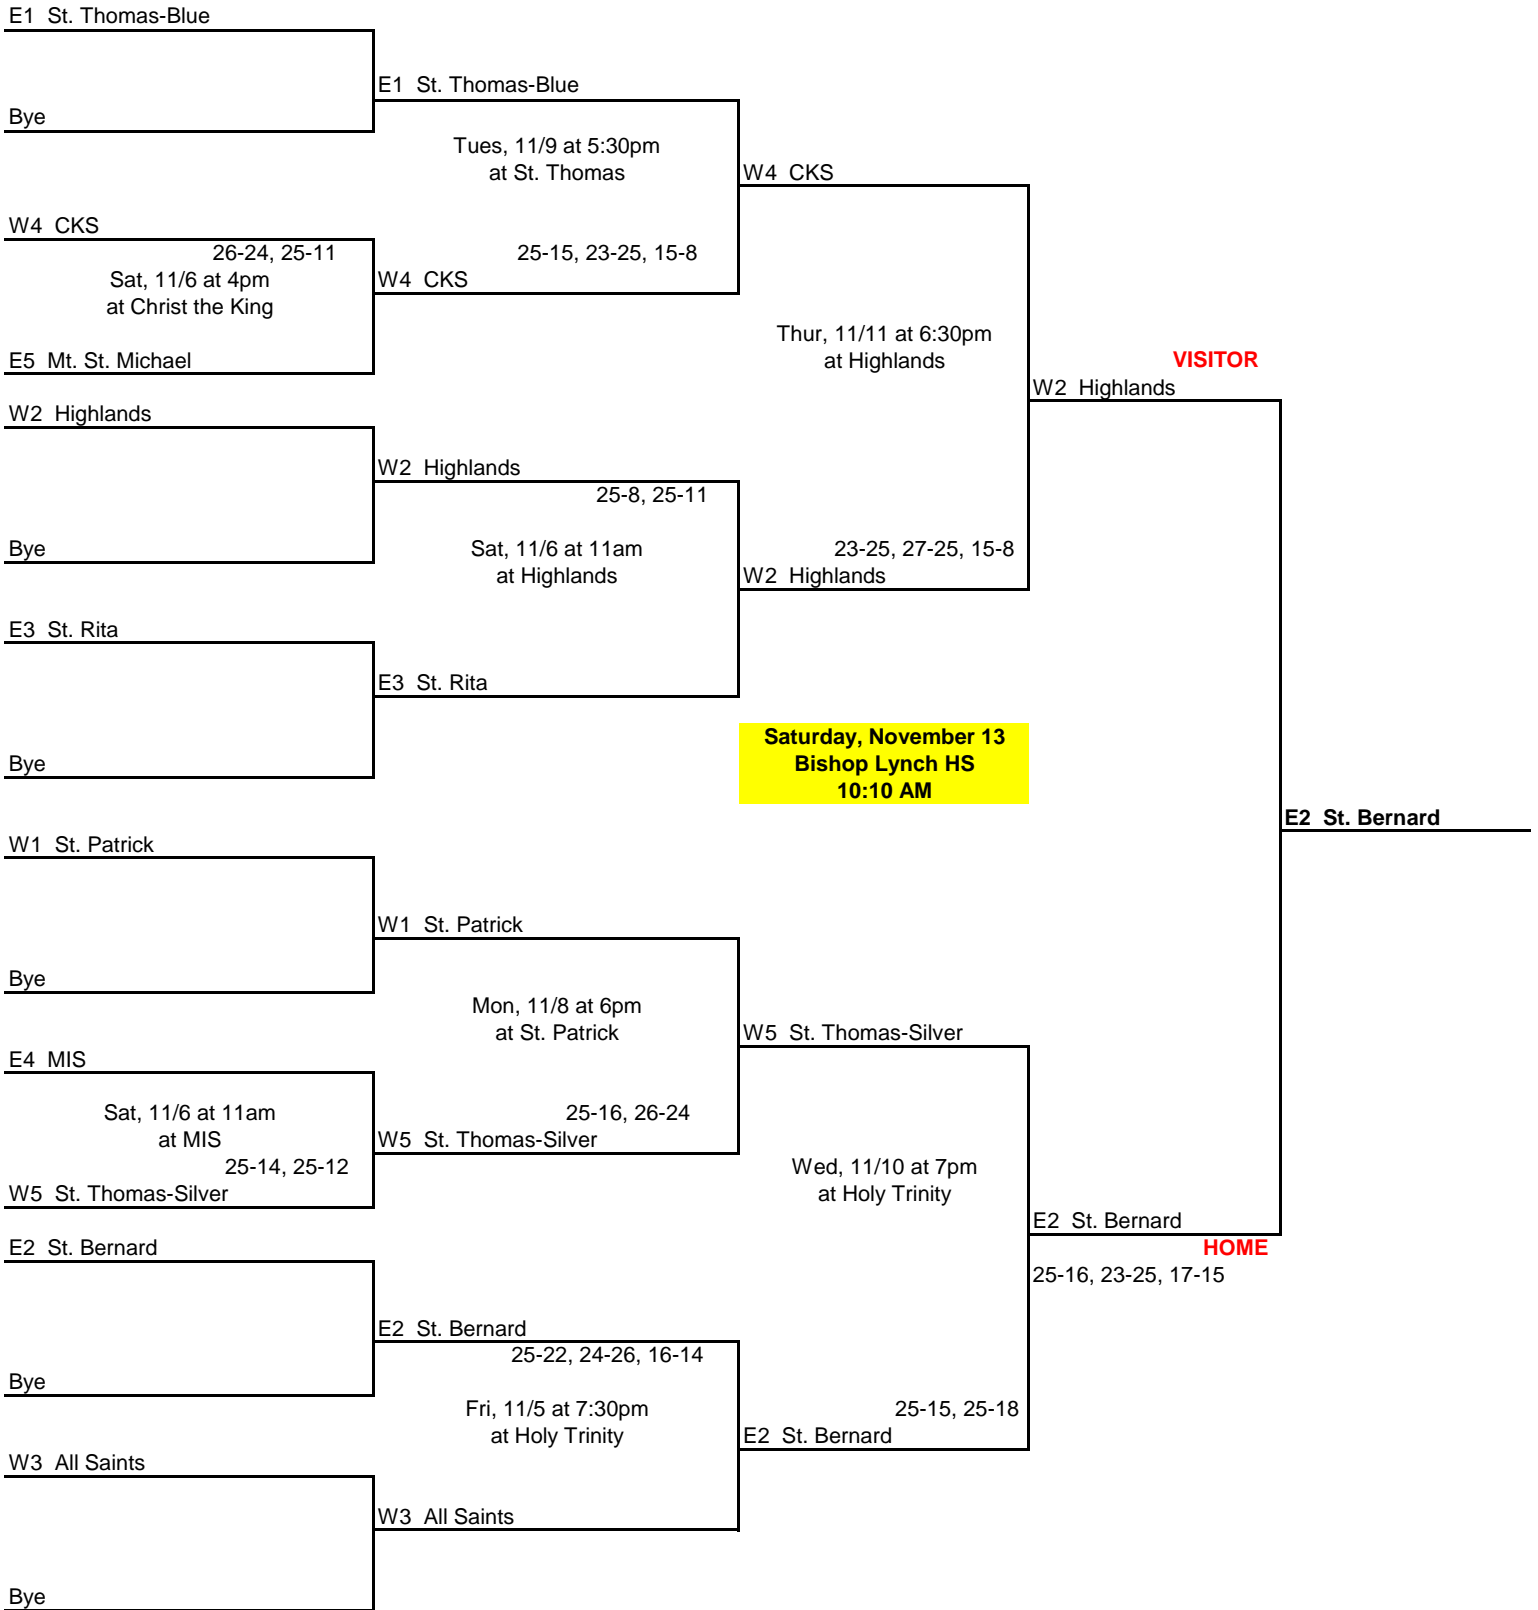 E1 St. Thomas-Blue
E1 St. Thomas-Blue
Bye
Tues, 11/9 at 5:30pm
at St. Thomas
W4 CKS
W4 CKS
26-24, 25-11
25-15, 23-25, 15-8
Sat, 11/6 at 4pm
at Christ the King
W4 CKS
Thur, 11/11 at 6:30pm
at Highlands
E5 Mt. St. Michael
VISITOR
W2 Highlands
W2 Highlands
W2 Highlands
25-8, 25-11
Bye
Sat, 11/6 at 11am
at Highlands
23-25, 27-25, 15-8
W2 Highlands
E3 St. Rita
E3 St. Rita
Bye
Saturday, November 13
Bishop Lynch HS
10:10 AM
E2 St. Bernard
W1 St. Patrick
W1 St. Patrick
Bye
Mon, 11/8 at 6pm
at St. Patrick
W5 St. Thomas-Silver
E4 MIS
Sat, 11/6 at 11am
at MIS
25-16, 26-24
W5 St. Thomas-Silver
25-14, 25-12
Wed, 11/10 at 7pm
at Holy Trinity
W5 St. Thomas-Silver
E2 St. Bernard
HOME
E2 St. Bernard
25-16, 23-25, 17-15
E2 St. Bernard
25-22, 24-26, 16-14
Bye
Fri, 11/5 at 7:30pm
at Holy Trinity
25-15, 25-18
E2 St. Bernard
W3 All Saints
W3 All Saints
Bye